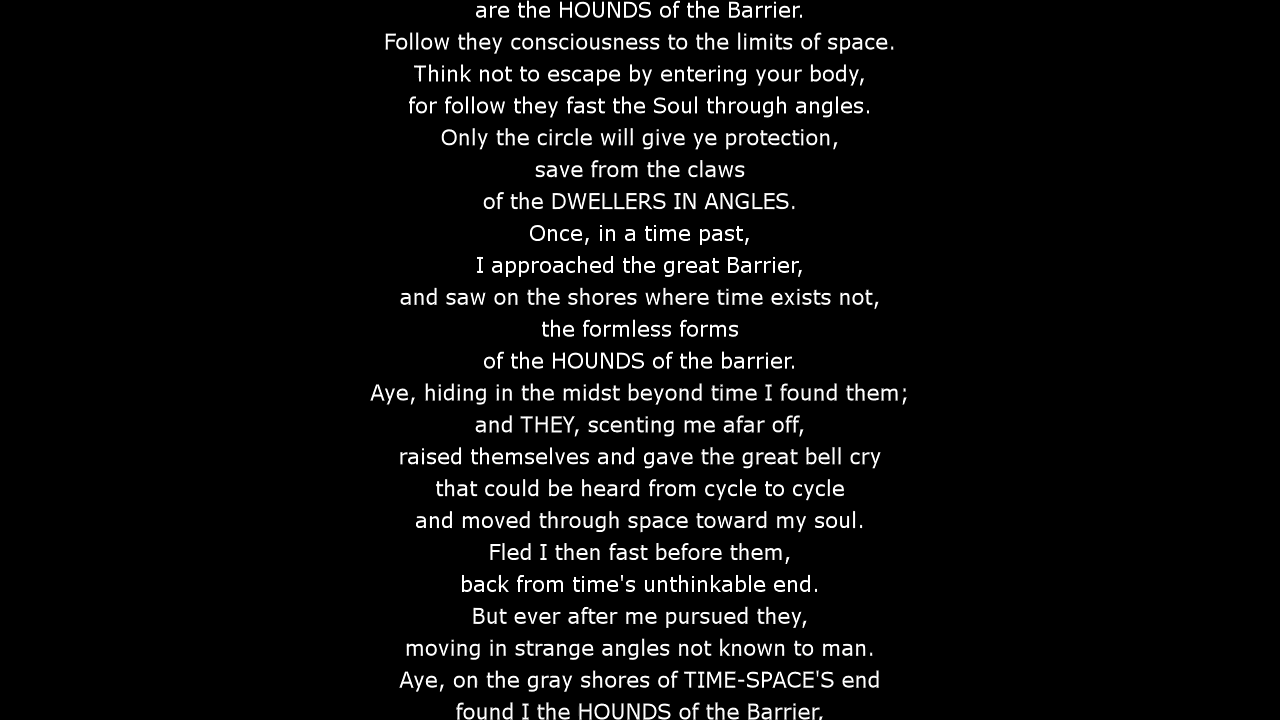 are the HOUNDS of the Barrier.
Follow they consciousness to the limits of space.
Think not to escape by entering your body,
for follow they fast the Soul through angles.
Only the circle will give ye protection,
save from the claws
of the DWELLERS IN ANGLES.
Once, in a time past,
I approached the great Barrier,
and saw on the shores where time exists not,
the formless forms
of the HOUNDS of the barrier.
Aye, hiding in the midst beyond time I found them;
and THEY, scenting me afar off,
raised themselves and gave the great bell cry
that could be heard from cycle to cycle
and moved through space toward my soul.
Fled I then fast before them,
back from time's unthinkable end.
But ever after me pursued they,
moving in strange angles not known to man.
Aye, on the gray shores of TIME-SPACE'S end
found I the HOUNDS of the Barrier,